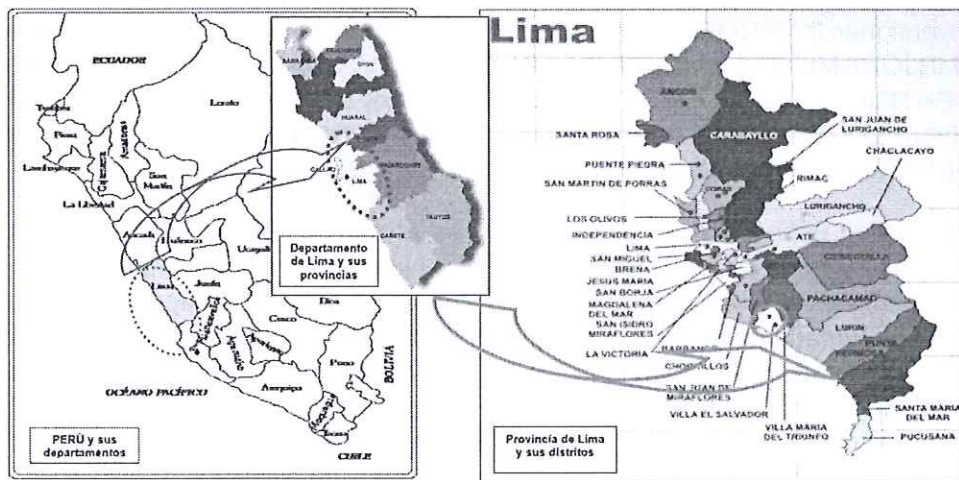 ECUADOR
Tumbes
Piura
Lambayeque
Cajamarca
Amazonas
Loreto
San
Martin
La Libertad
Ancash
Huánuco
Ucayali
Lima
Junín
Cusco
Ayacucho
Puno
Arequipa
Moquegua
Tacna
BOLIVIA
CHILE
OCÉANO PACÍFICO
PERÚ y sus
departamentos
BARRANCA
OYON
HUARAL
CALLAO
LIMA
HUAROCHIRI
YAUYOS
CAÑETE
Departamento
de Lima y sus
provincias
Lima
ANCON
SANTA ROSA
CARABAYLLO
SAN JUAN DE
LURIGANCHO
CHACLACAYO
PUENTE PIEDRA
SAN MARTIN DE PORRAS
COMAS
RIMAC
LURIGANCHO
LOS OLIVOS
INDEPENDENCIA
LIMA
ATE
SAN MIGUEL
BREÑA
CIENEGUILLA
JESUS MARIA
SAN BORJA
PACHACAMAC
MAGDALENA
DEL MAR
SAN ISIDRO
MIRAFLORES
LURIN
PUNTA
HERMOSA
LA VICTORIA
BARRANCO
CHORRILLOS
SAN JUAN DE
MIRAFLORES
VILLA EL SALVADOR
VILLA MARIA
DEL TRIUNFO
SANTA MARIA
DEL MAR
PUCUSANA
Provincia de Lima
y sus distritos